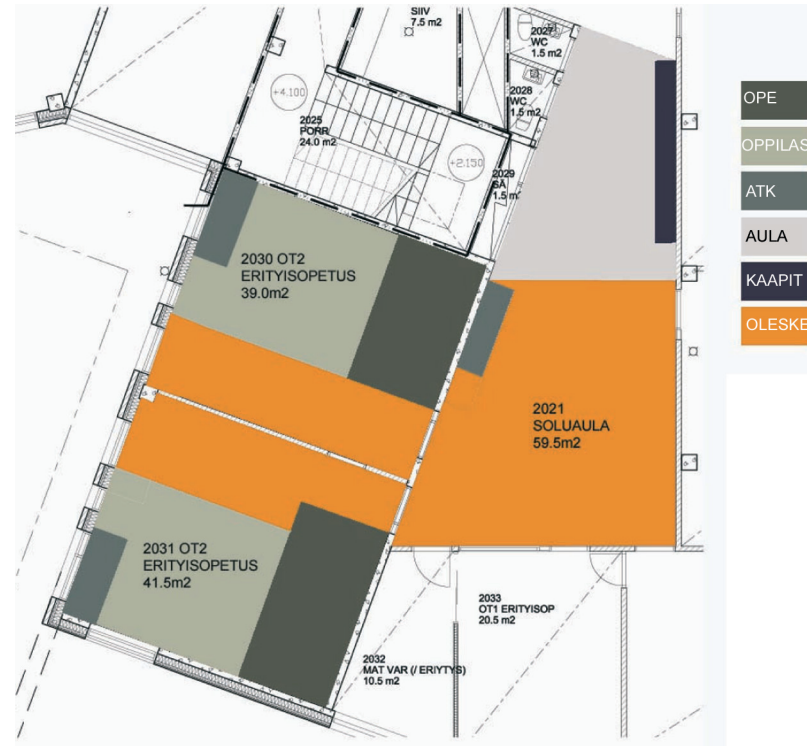 SIIV
7.5 m2
2027
WC
1.5 m2
2028
WC
1.5 m2
+4.100
2025
PORR
24.0 m2
+2.150
2029
SÄ
1.5 m
2030 OT2
ERITYISOPETUS
39.0m2
2021
SOLUAULA
59.5m2
2031 OT2
ERITYISOPETUS
41.5m2
2033
OT1 ERITYISOP
20.5 m2
2032
MAT VAR (/ ERIYTYS)
10.5 m2
OPE
OPPILAS
ATK
AULA
KAAPIT
OLESKE